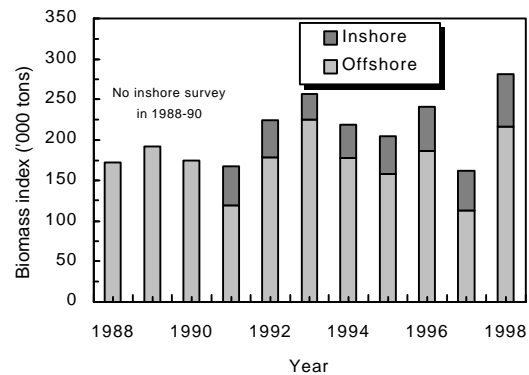 350
300
250
200
150
100
50
0
Biomass index ('000 tons)
Inshore
Offshore
No inshore survey
in 1988-90
1988 1990 1992 1994 1996 1998
Year